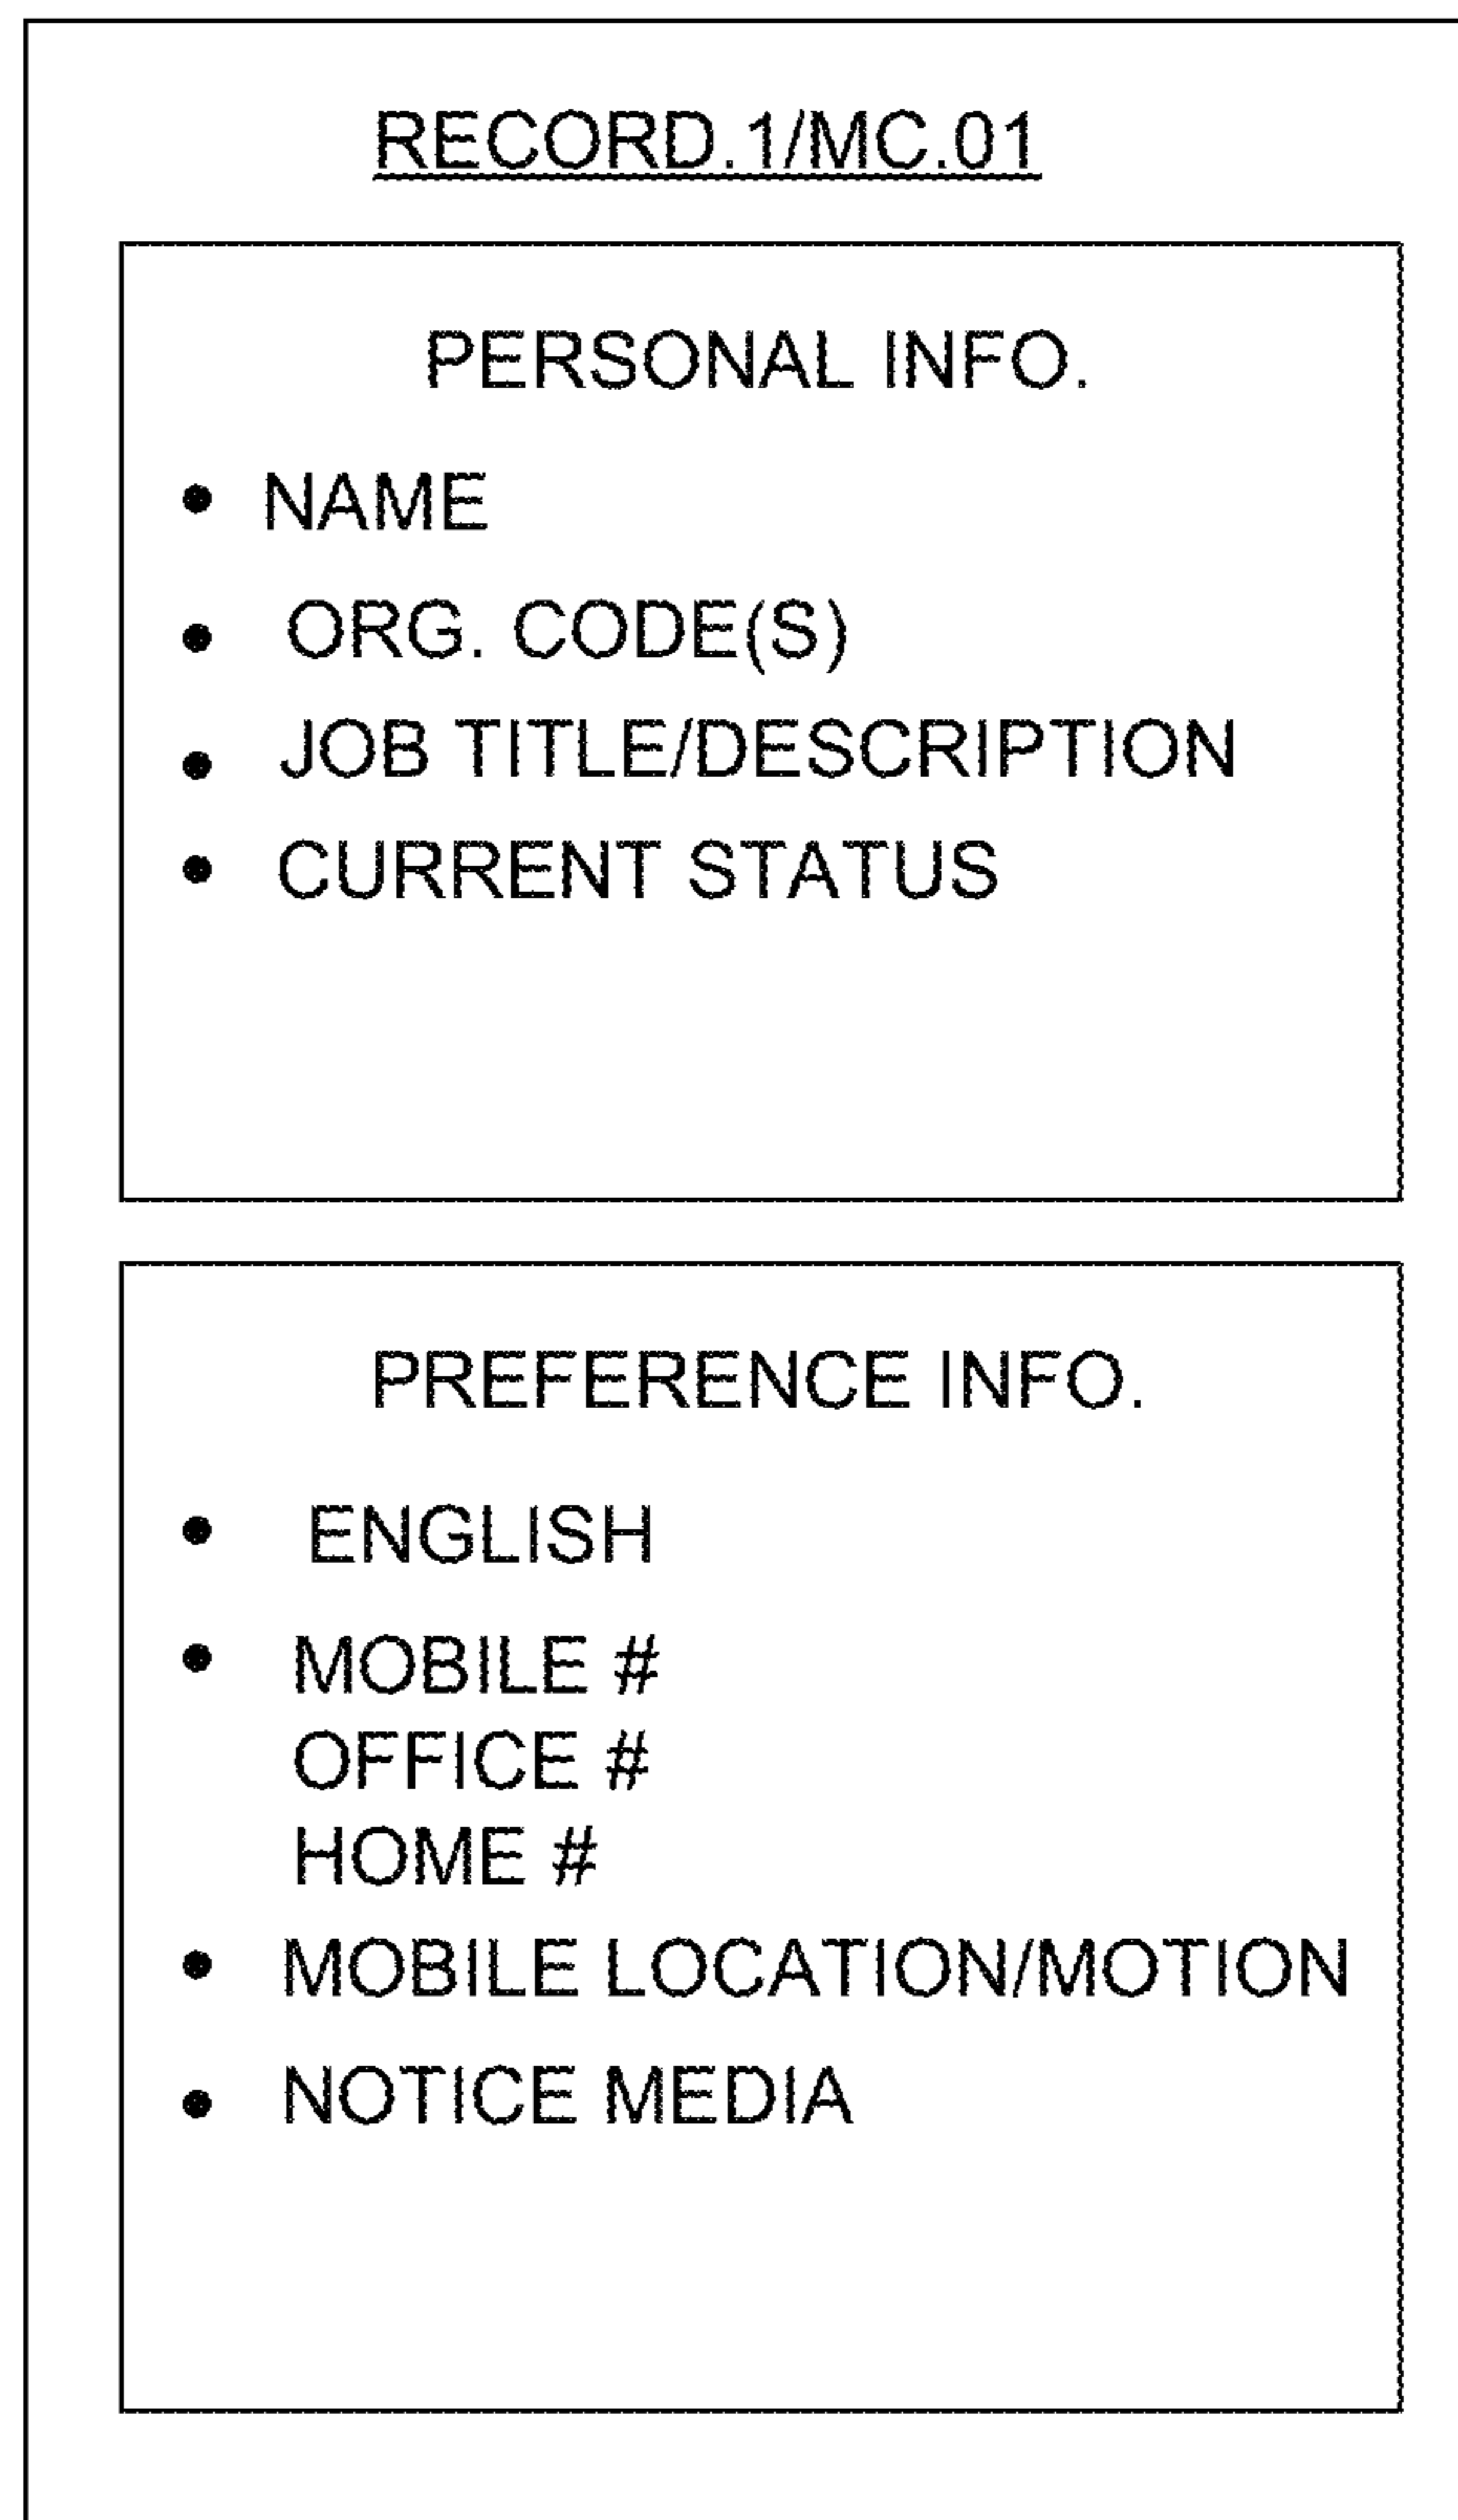 RECORD.1/MC.01
PERSONAL INFO.
• NAME
• ORG. CODE(S)
• JOB TITLE/DESCRIPTION
• CURRENT STATUS
PREFERENCE INFO.
• ENGLISH
• MOBILE #
OFFICE #
HOME #
• MOBILE LOCATION/MOTION
• NOTICE MEDIA